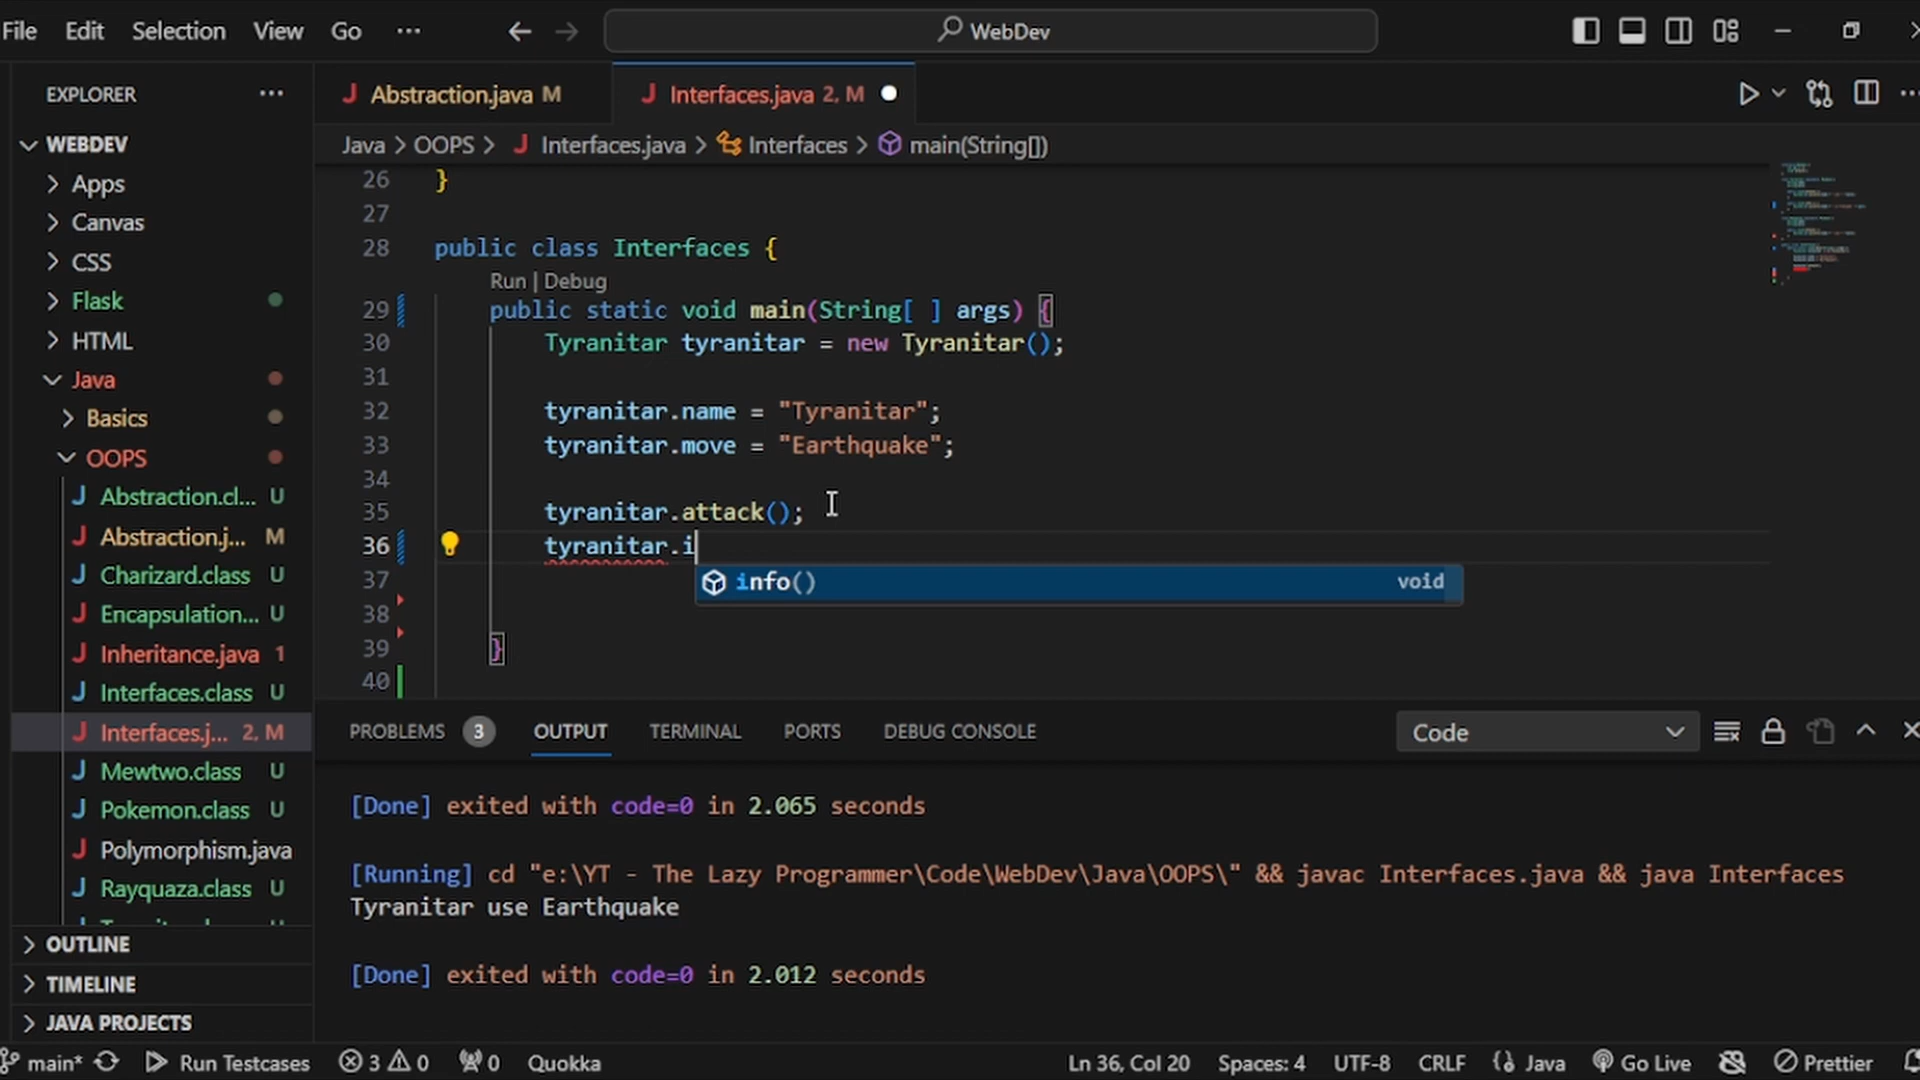 File Edit Selection View Go ··· WebDev
EXPLORER ···
WEBDEV
Apps
Canvas
CSS
Flask
HTML
Java
Basics
OOPS
Abstraction.cl... U
Abstraction.j... M
Charizard.class U
Encapsulation... U
Inheritance.java 1
Interfaces.class U
Interfaces.j... 2, M
Mewtwo.class U
Pokemon.class U
Polymorphism.java
Rayquaza.class U
OUTLINE
TIMELINE
JAVA PROJECTS
Abstraction.java M Interfaces.java 2, M
Java > OOPS > Interfaces.java > Interfaces > main(String[])
26 }
27
28 public class Interfaces {
Run | Debug
29 public static void main(String[ ] args) {
30 Tyranitar tyranitar = new Tyranitar();
31
32 tyranitar.name = "Tyranitar";
33 tyranitar.move = "Earthquake";
34
35 tyranitar.attack();
36 tyranitar.i
37 info() void
38
39 }
40
PROBLEMS 3 OUTPUT TERMINAL PORTS DEBUG CONSOLE Code
[Done] exited with code=0 in 2.065 seconds
[Running] cd "e:\YT - The Lazy Programmer\Code\WebDev\Java\OOPS\" && javac Interfaces.java && java Interfaces
Tyranitar use Earthquake
[Done] exited with code=0 in 2.012 seconds
main* Run Testcases 3 0 0 Quokka Ln 36, Col 20 Spaces: 4 UTF-8 CRLF {} Java Go Live Prettier